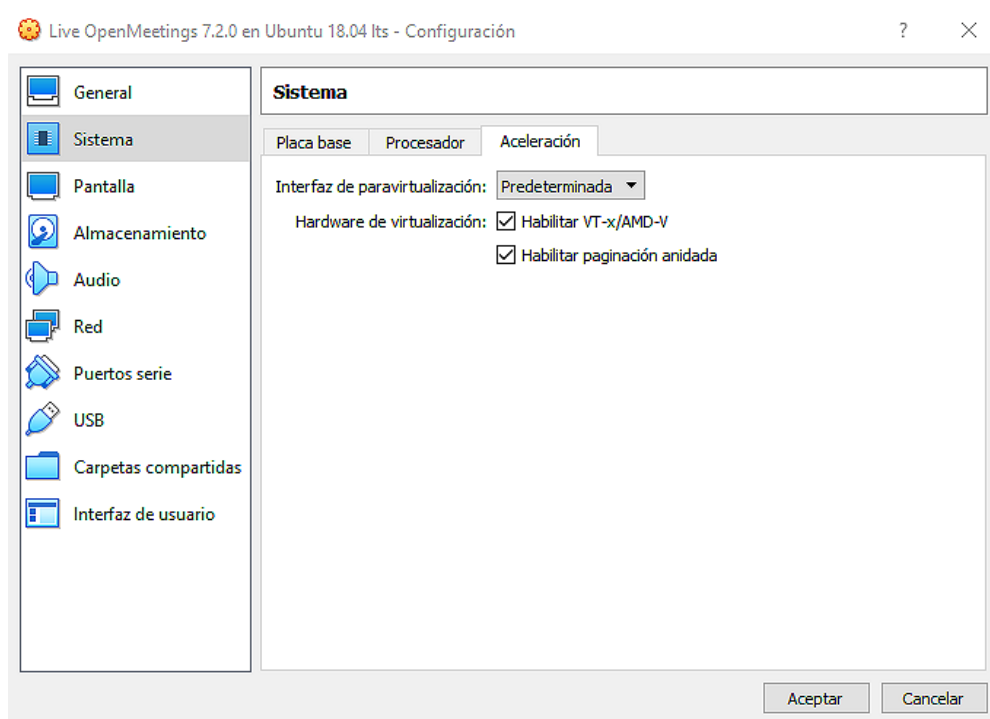 Live OpenMeetings 7.2.0 en Ubuntu 18.04 lts - Configuración
?
General
Sistema
Pantalla
Almacenamiento
Audio
Red
Puertos serie
USB
Carpetas compartidas
Interfaz de usuario
Sistema
Placa base Procesador Aceleración
Interfaz de paravirtualización: Predeterminada
Hardware de virtualización: Habilitar VT-x/AMD-V
Habilitar paginación anidada
Aceptar Cancelar